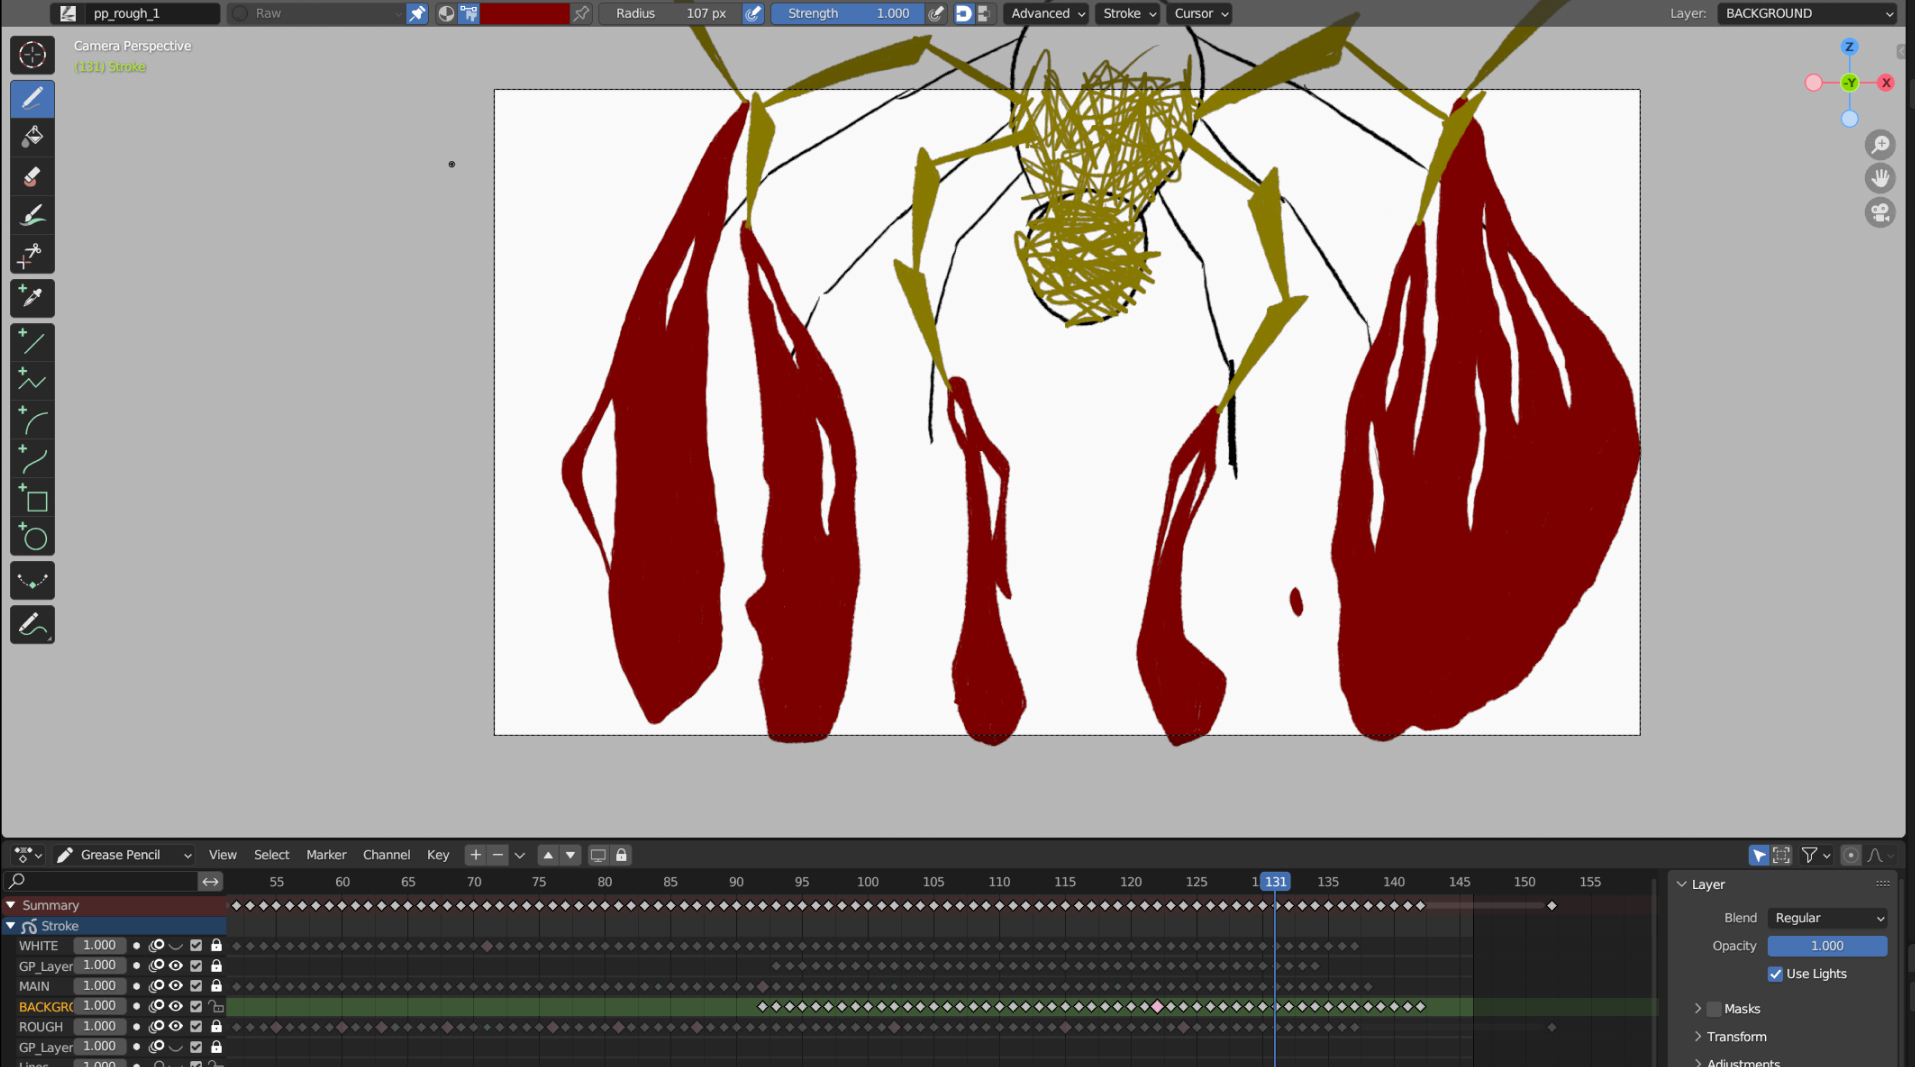 pp_rough_1 Raw Radius 107 px Strength 1.000 Advanced Stroke Cursor Layer: BACKGROUND
Camera Perspective
(131) Stroke
Z
-Y X
Grease Pencil View Select Marker Channel Key
55 60 65 70 75 80 85 90 95 100 105 110 115 120 125 131 135 140 145 150 155
Layer
Summary
Blend Regular
Stroke
WHITE 1.000
Opacity 1.000
GP_Layer 1.000
Use Lights
MAIN 1.000
BACKGRO 1.000
Masks
ROUGH 1.000
Transform
GP_Layer 1.000
Adjustments
Lines 1.000